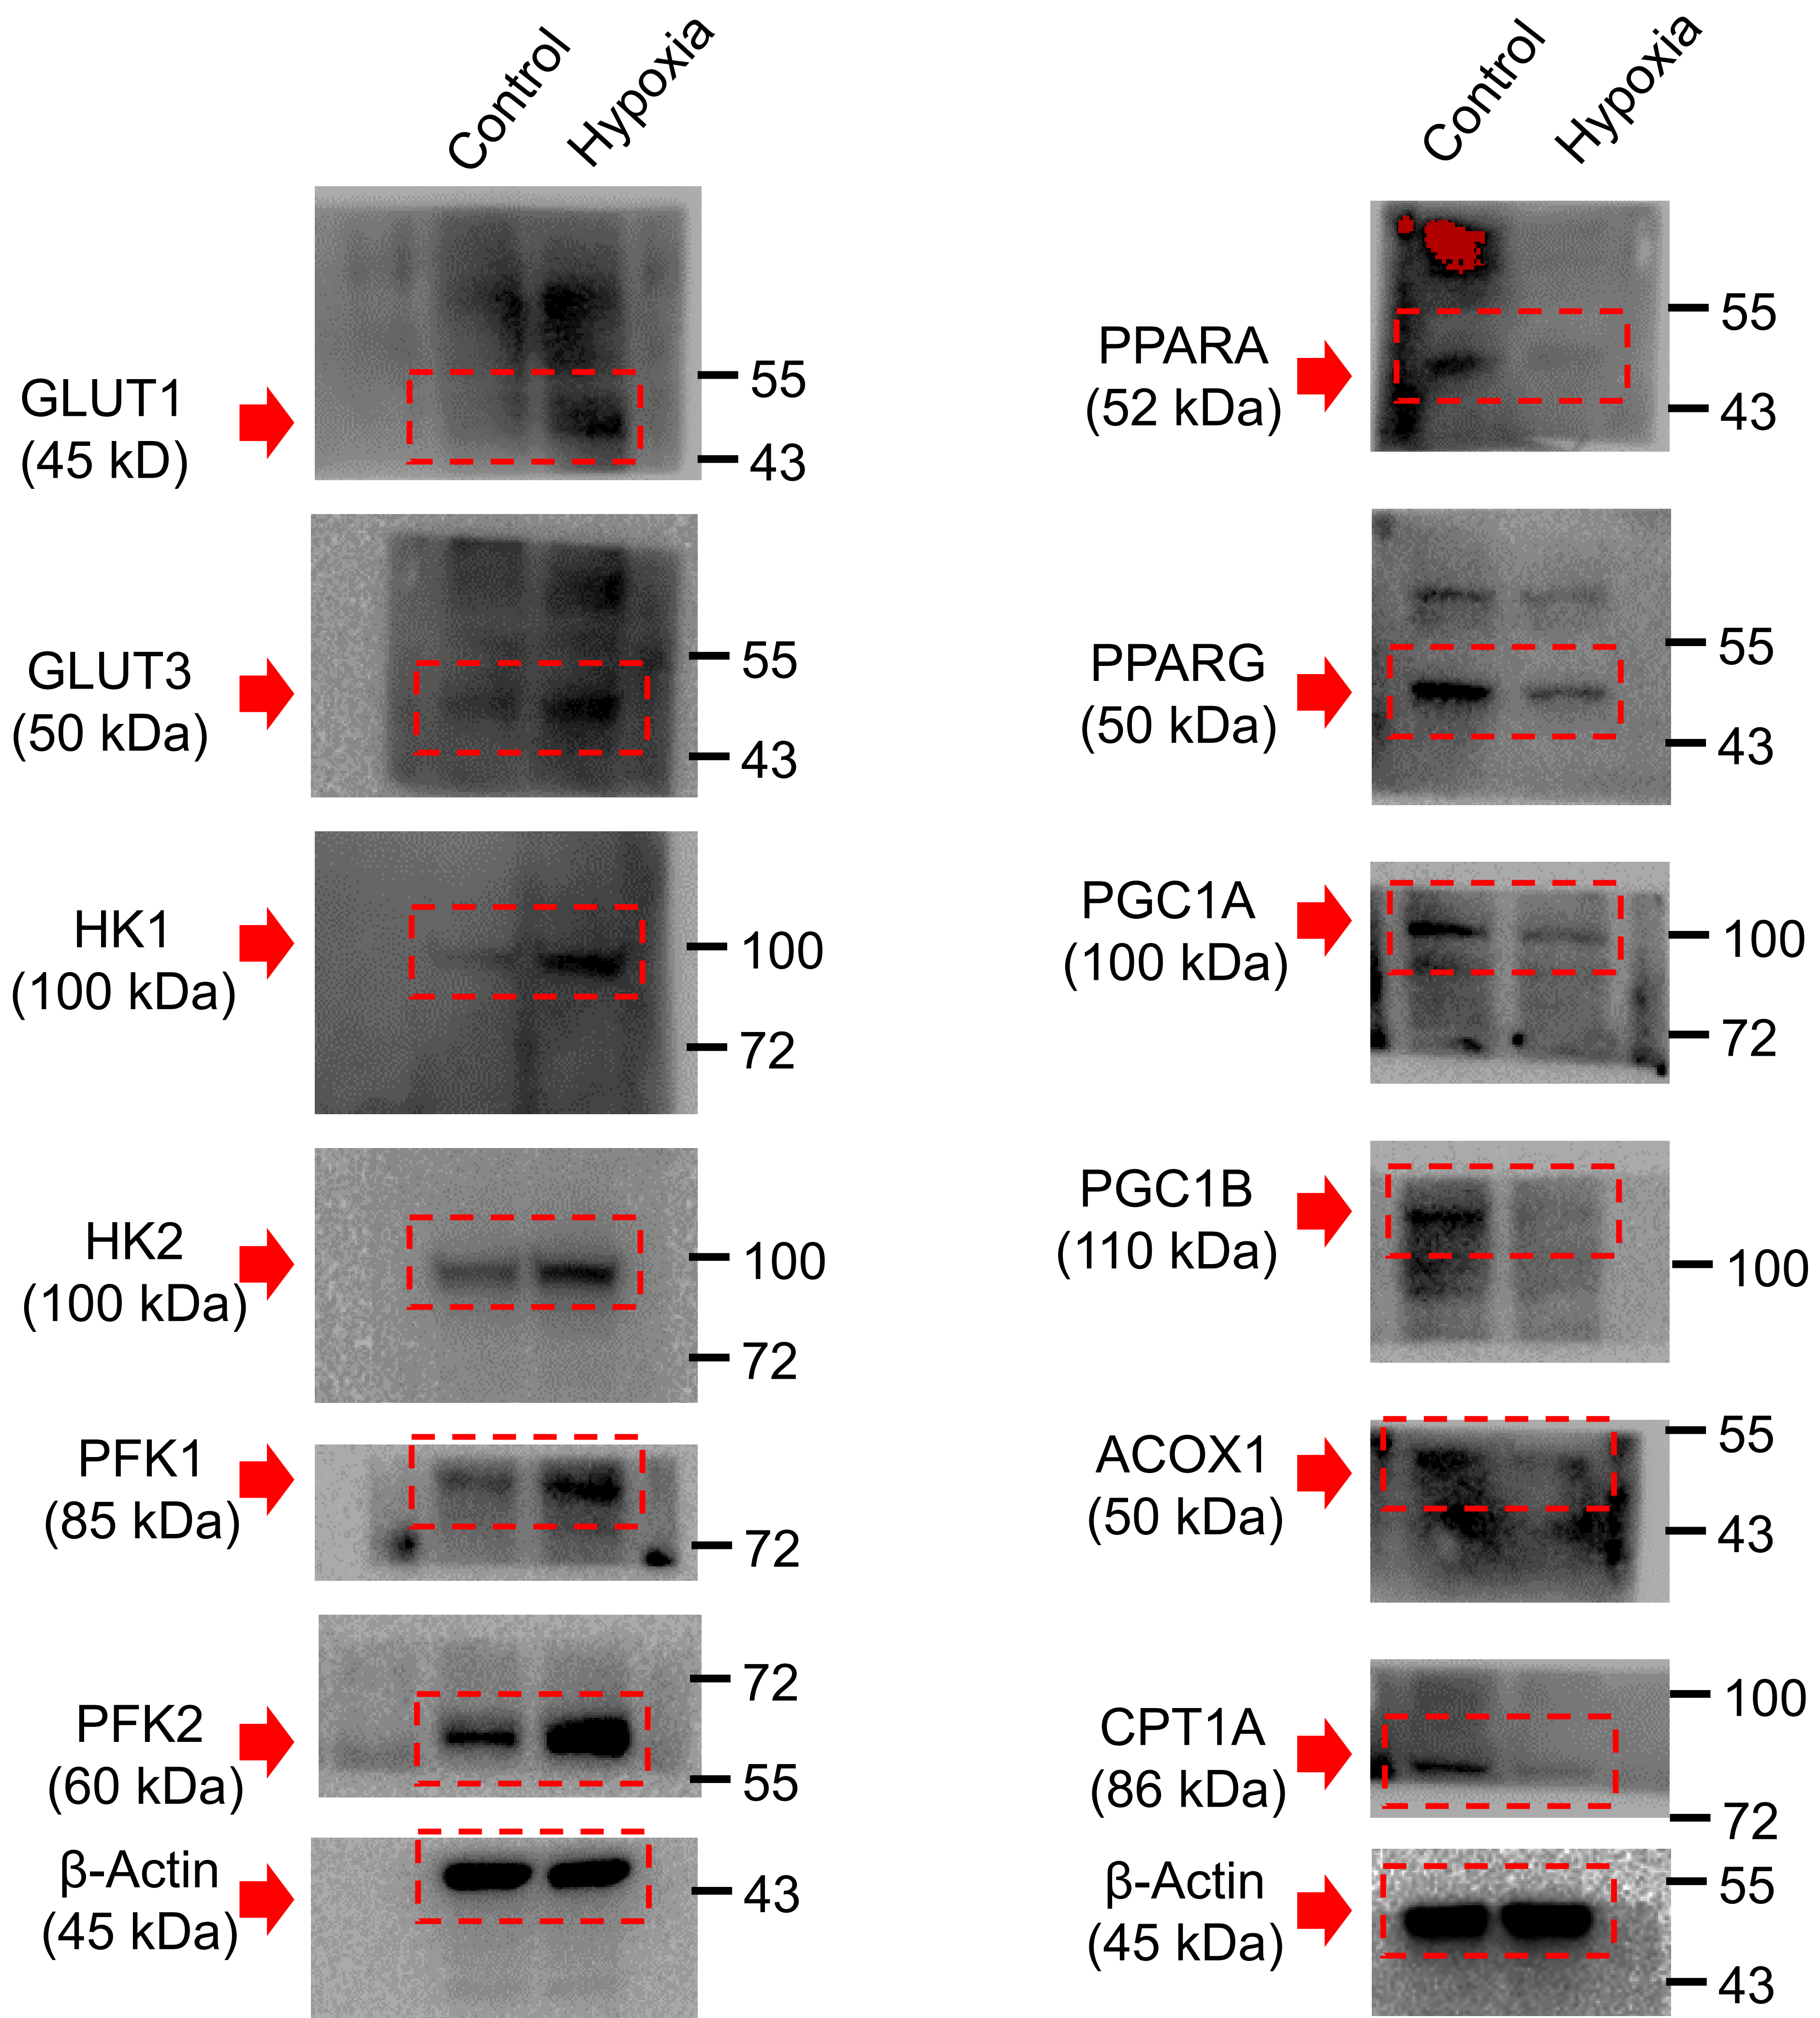 Control
Hypoxia
GLUT1
(45 kD)
55
43
GLUT3
(50 kDa)
55
43
HK1
(100 kDa)
100
72
HK2
(100 kDa)
100
72
PFK1
(85 kDa)
72
PFK2
(60 kDa)
72
55
β-Actin
(45 kDa)
43
Control
Hypoxia
PPARA
(52 kDa)
55
43
PPARG
(50 kDa)
55
43
PGC1A
(100 kDa)
100
72
PGC1B
(110 kDa)
100
ACOX1
(50 kDa)
55
43
CPT1A
(86 kDa)
100
72
β-Actin
(45 kDa)
55
43